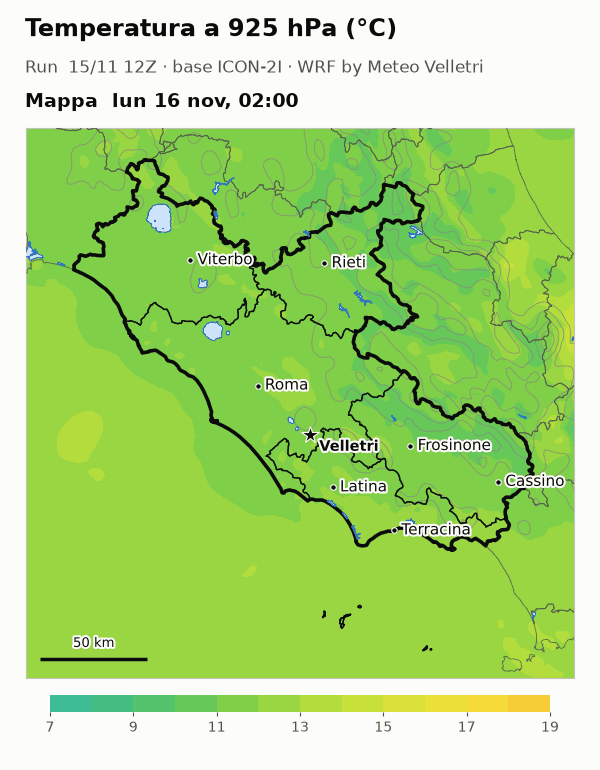 Temperatura a 925 hPa (°C)
Run  15/11 12Z · base ICON-2I · WRF by Meteo Velletri
Mappa  lun 16 nov, 02:00
Viterbo
Rieti
Roma
Velletri
Frosinone
Cassino
Latina
Terracina
50 km
7 9 11 13 15 17 19